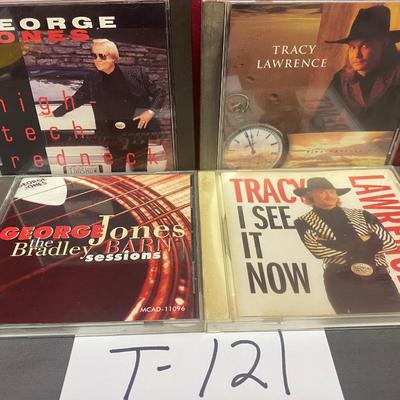 GEORGE
JONES
high-
tech
redneck
TRACY
LAWRENCE
GEORGE JONES
GEORGE Jones
the Bradley BARN
sessions
MCAD-11096
TRACY
LAWRENCE
I SEE
IT
NOW
T-121